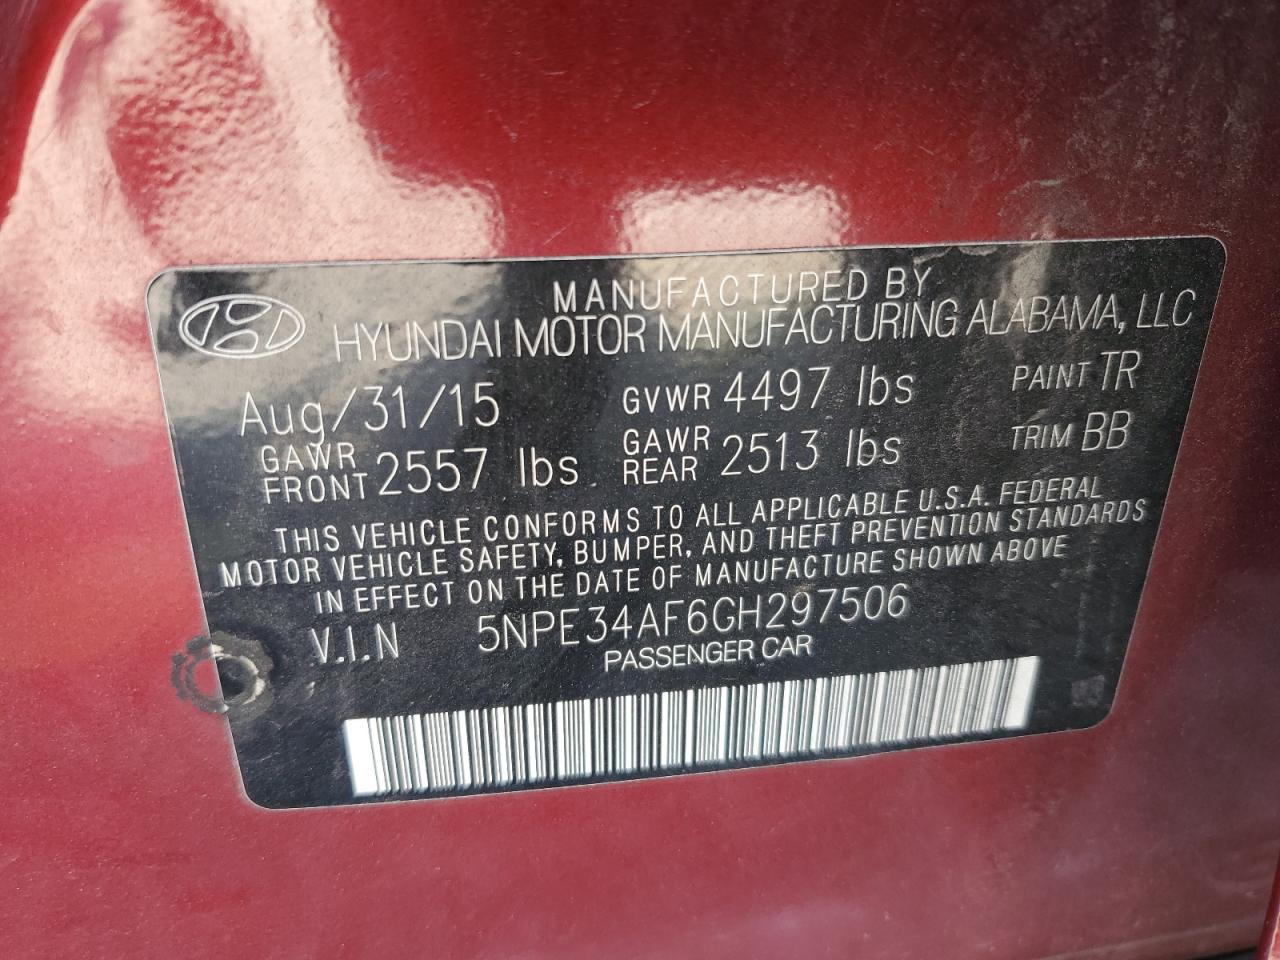 MANUFACTURED BY
HYUNDAI MOTOR MANUFACTURING ALABAMA, LLC
Aug/31/15 GVWR 4497 lbs PAINT TR
GAWR FRONT 2557 lbs GAWR REAR 2513 lbs TRIM BB
THIS VEHICLE CONFORMS TO ALL APPLICABLE U.S.A. FEDERAL
MOTOR VEHICLE SAFETY, BUMPER, AND THEFT PREVENTION STANDARDS
IN EFFECT ON THE DATE OF MANUFACTURE SHOWN ABOVE
V.I.N 5NPE34AF6GH297506
PASSENGER CAR